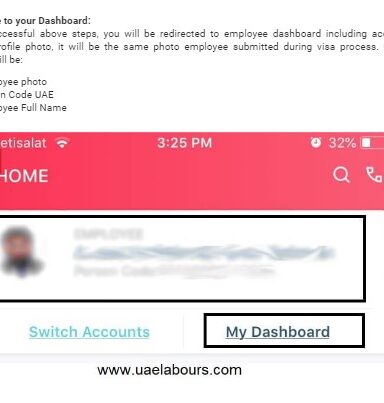 e to your Dashboard:
ccessful above steps, you will be redirected to employee dashboard including acc
rofile photo, it will be the same photo employee submitted during visa process.
ill be:
oyee photo
n Code UAE
oyee Full Name
etisalat 3:25 PM 32%
HOME
EMPLOYEE
Person Code
Switch Accounts My Dashboard
www.uaelabours.com